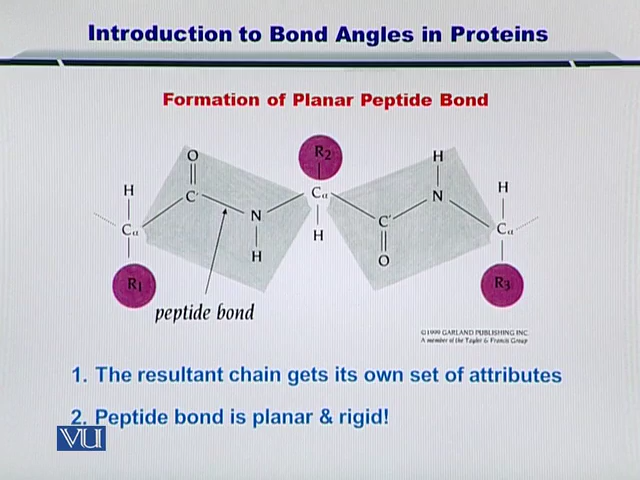 Introduction to Bond Angles in Proteins
Formation of Planar Peptide Bond
O R2 H
H C' Cα N H
Cα N H C' Cα
R1 H O R3
peptide bond
©1999 GARLAND PUBLISHING INC.
A member of the Taylor & Francis Group
1. The resultant chain gets its own set of attributes
2. Peptide bond is planar & rigid!
VU